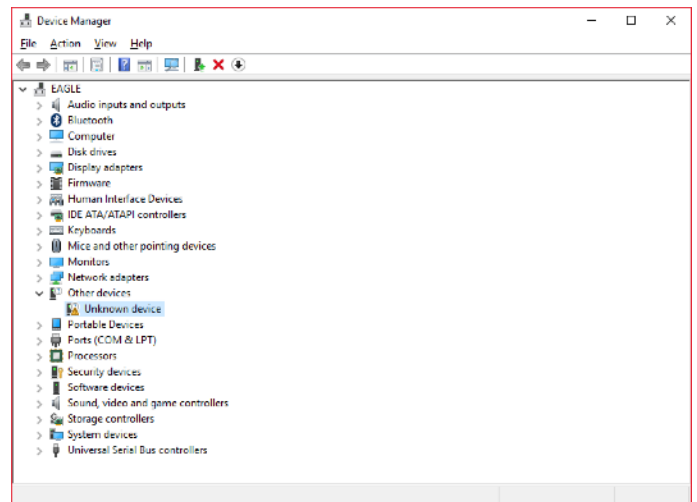 Device Manager
File Action View Help
EAGLE
Audio inputs and outputs
Bluetooth
Computer
Disk drives
Display adapters
Firmware
Human Interface Devices
IDE ATA/ATAPI controllers
Keyboards
Mice and other pointing devices
Monitors
Network adapters
Other devices
Unknown device
Portable Devices
Ports (COM & LPT)
Processors
Security devices
Software devices
Sound, video and game controllers
Storage controllers
System devices
Universal Serial Bus controllers